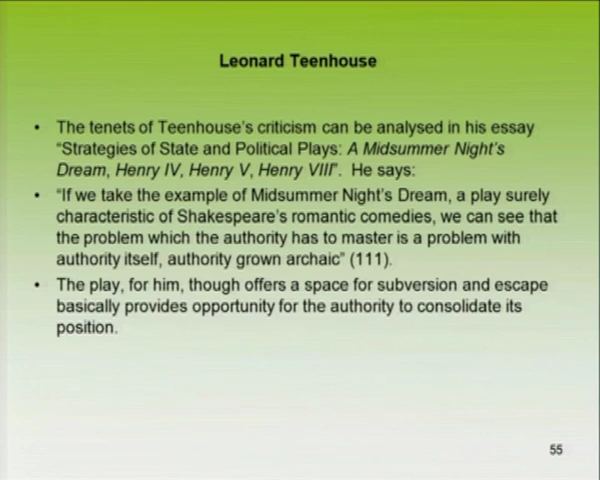 Leonard Teenhouse
• The tenets of Teenhouse's criticism can be analysed in his essay
"Strategies of State and Political Plays: A Midsummer Night's
Dream, Henry IV, Henry V, Henry VIII". He says:
• "If we take the example of Midsummer Night's Dream, a play surely
characteristic of Shakespeare's romantic comedies, we can see that
the problem which the authority has to master is a problem with
authority itself, authority grown archaic" (111).
• The play, for him, though offers a space for subversion and escape
basically provides opportunity for the authority to consolidate its
position.
55